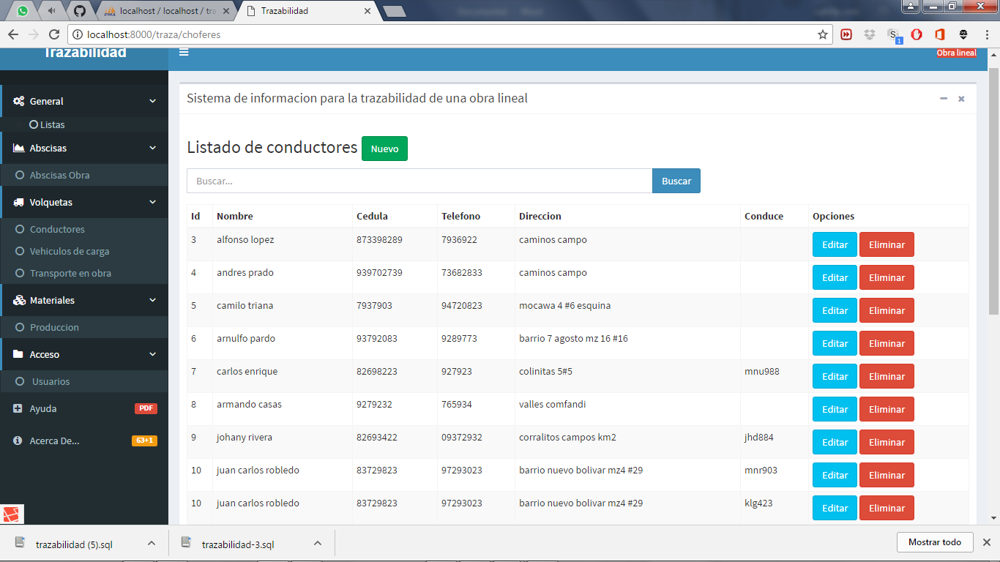 localhost / localhost / tra
Trazabilidad
localhost:8000/traza/choferes
Trazabilidad
Obra lineal
General
Listas
Abscisas
Abscisas Obra
Volquetas
Conductores
Vehiculos de carga
Transporte en obra
Materiales
Produccion
Acceso
Usuarios
Ayuda PDF
Acerca De... 63+1
Sistema de informacion para la trazabilidad de una obra lineal
Listado de conductores Nuevo
Buscar... Buscar
Id Nombre Cedula Telefono Direccion Conduce Opciones
3 alfonso lopez 873398289 7936922 caminos campo Editar Eliminar
4 andres prado 939702739 73682833 caminos campo Editar Eliminar
5 camilo triana 7937903 94720823 mocawa 4 #6 esquina Editar Eliminar
6 arnulfo pardo 93792083 9289773 barrio 7 agosto mz 16 #16 Editar Eliminar
7 carlos enrique 82698223 927923 colinitas 5#5 mnu988 Editar Eliminar
8 armando casas 9279232 765934 valles comfandi Editar Eliminar
9 johany rivera 82693422 09372932 corralitos campos km2 jhd884 Editar Eliminar
10 juan carlos robledo 83729823 97293023 barrio nuevo bolivar mz4 #29 mnr903 Editar Eliminar
10 juan carlos robledo 83729823 97293023 barrio nuevo bolivar mz4 #29 klg423 Editar Eliminar
trazabilidad (5).sql
trazabilidad-3.sql
Mostrar todo